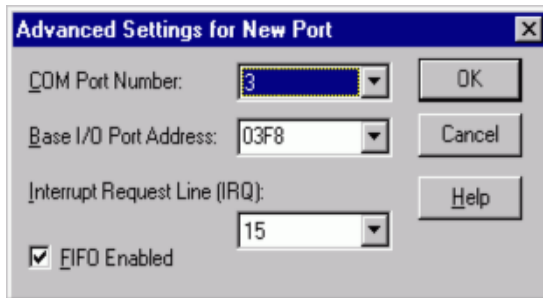 Advanced Settings for New Port
COM Port Number: 3 OK
Base I/O Port Address: 03F8 Cancel
Interrupt Request Line (IRQ): Help
15
FIFO Enabled